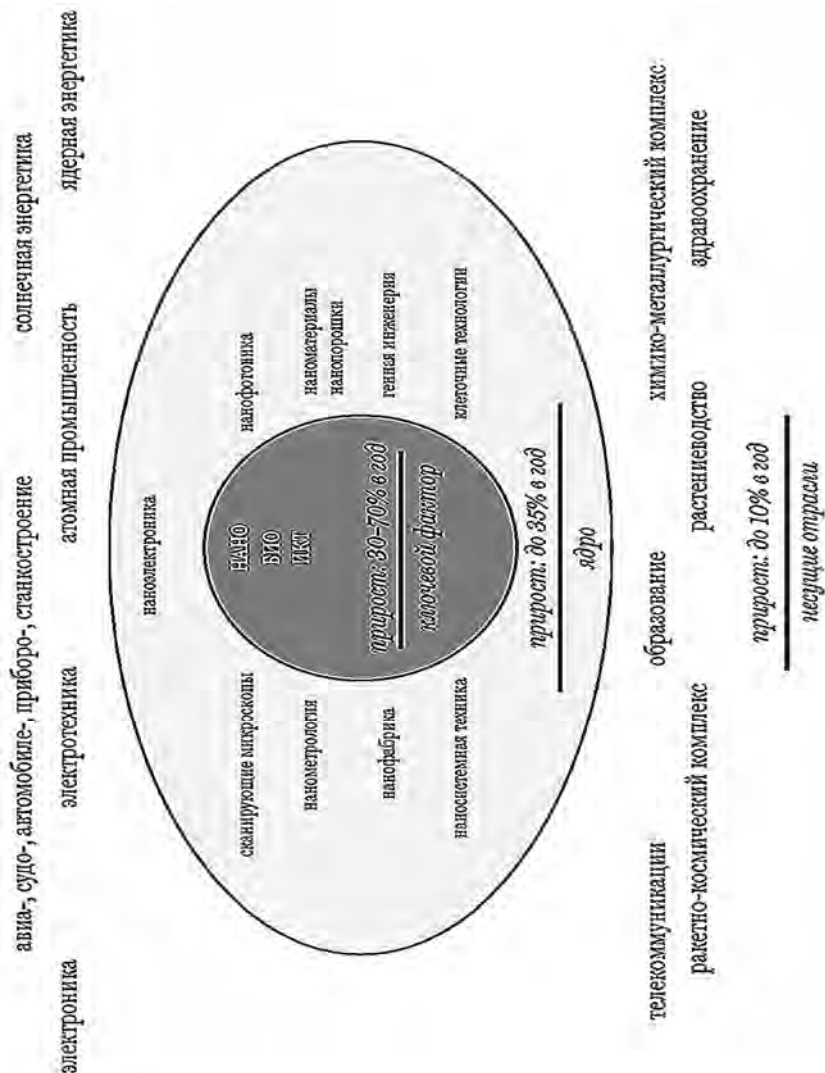 авиа-, судо-, автомобиле-, приборо-, станкостроение
солнечная энергетика
электроника
электротехника
атомная промышленность
ядерная энергетика
наноэлектроника
сканирующие микроскопы
нанометрология
нанофабрика
наносистемная техника
НАНО
БИО
ИКТ
прирост: 30–70% в год
ключевой фактор
нанофотоника
наноматериалы
нанопорошки
генная инженерия
клеточные технологии
прирост: до 35% в год
ядро
телекоммуникации
образование
химико-металлургический комплекс
ракетно-космический комплекс
растениеводство
здравоохранение
прирост: до 10% в год
несущие отрасли